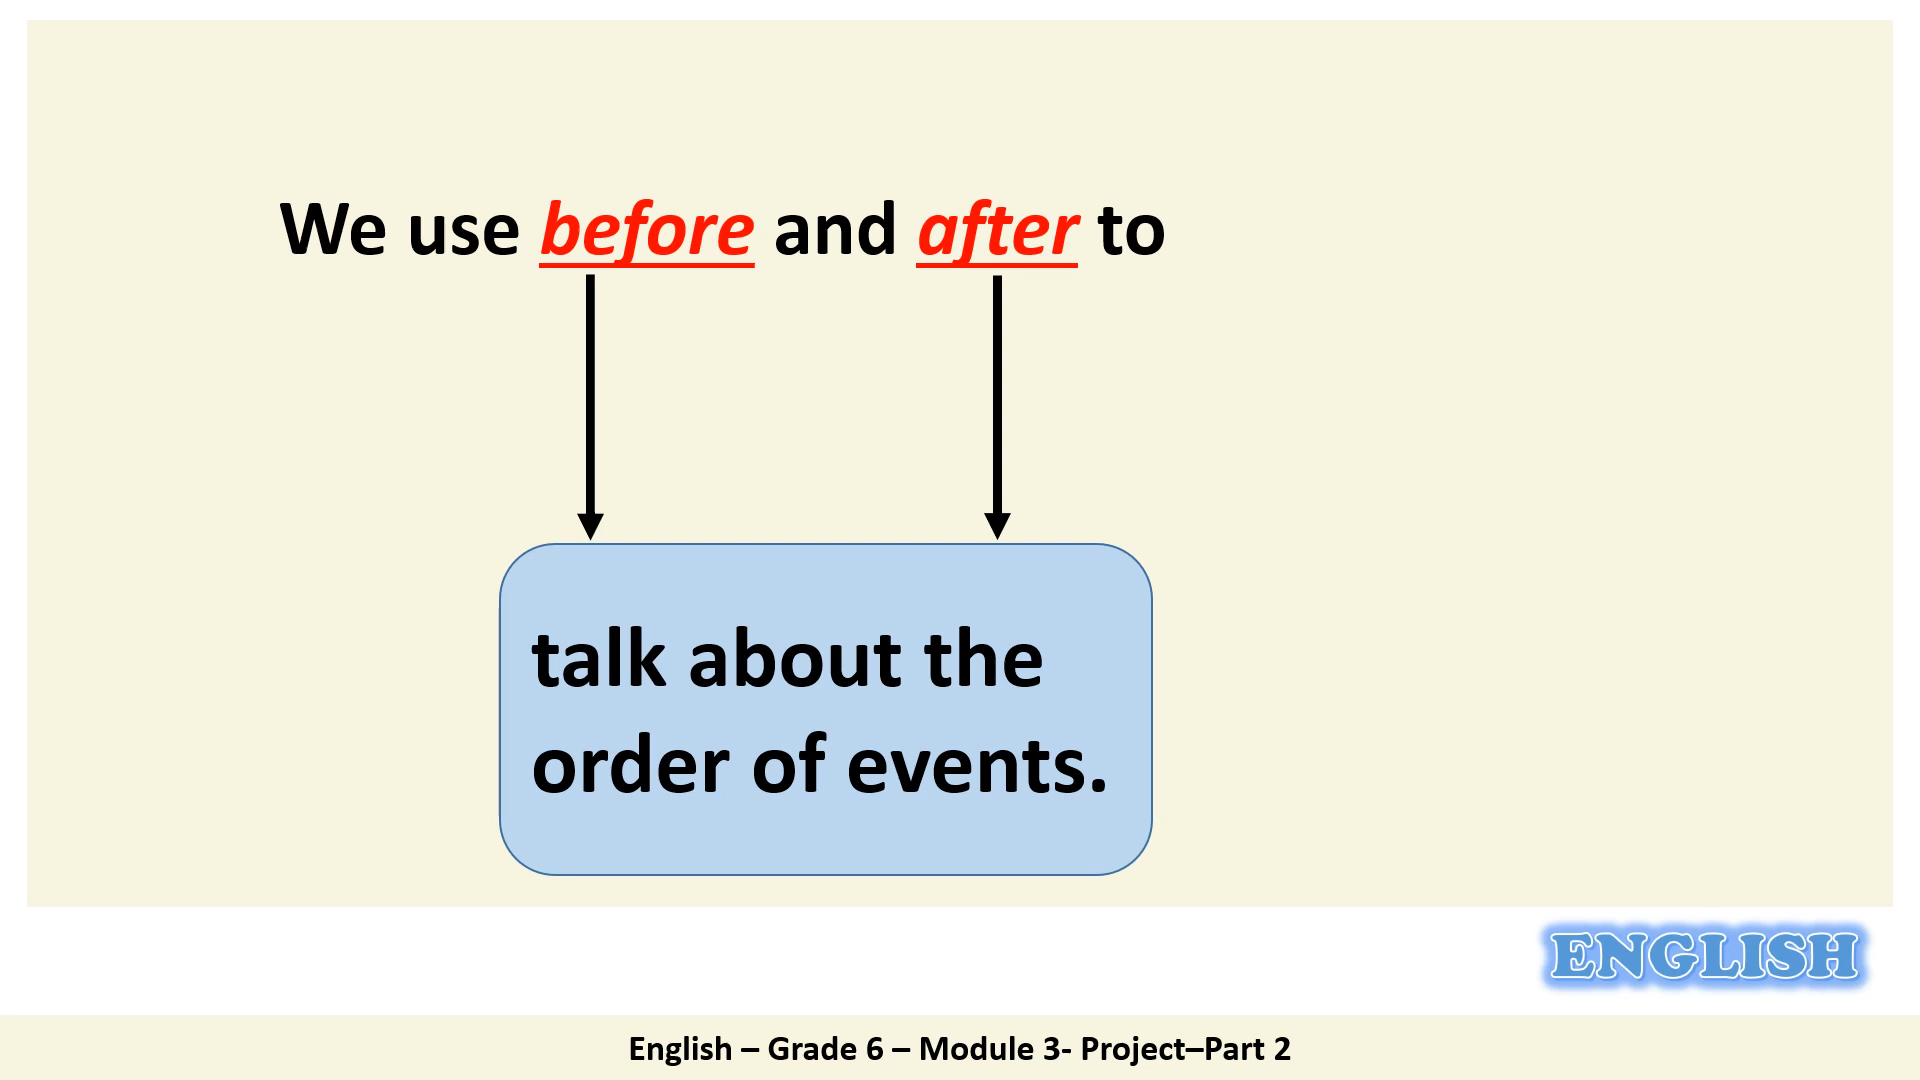 We use before and after to
talk about the
order of events.
ENGLISH
English – Grade 6 – Module 3- Project–Part 2